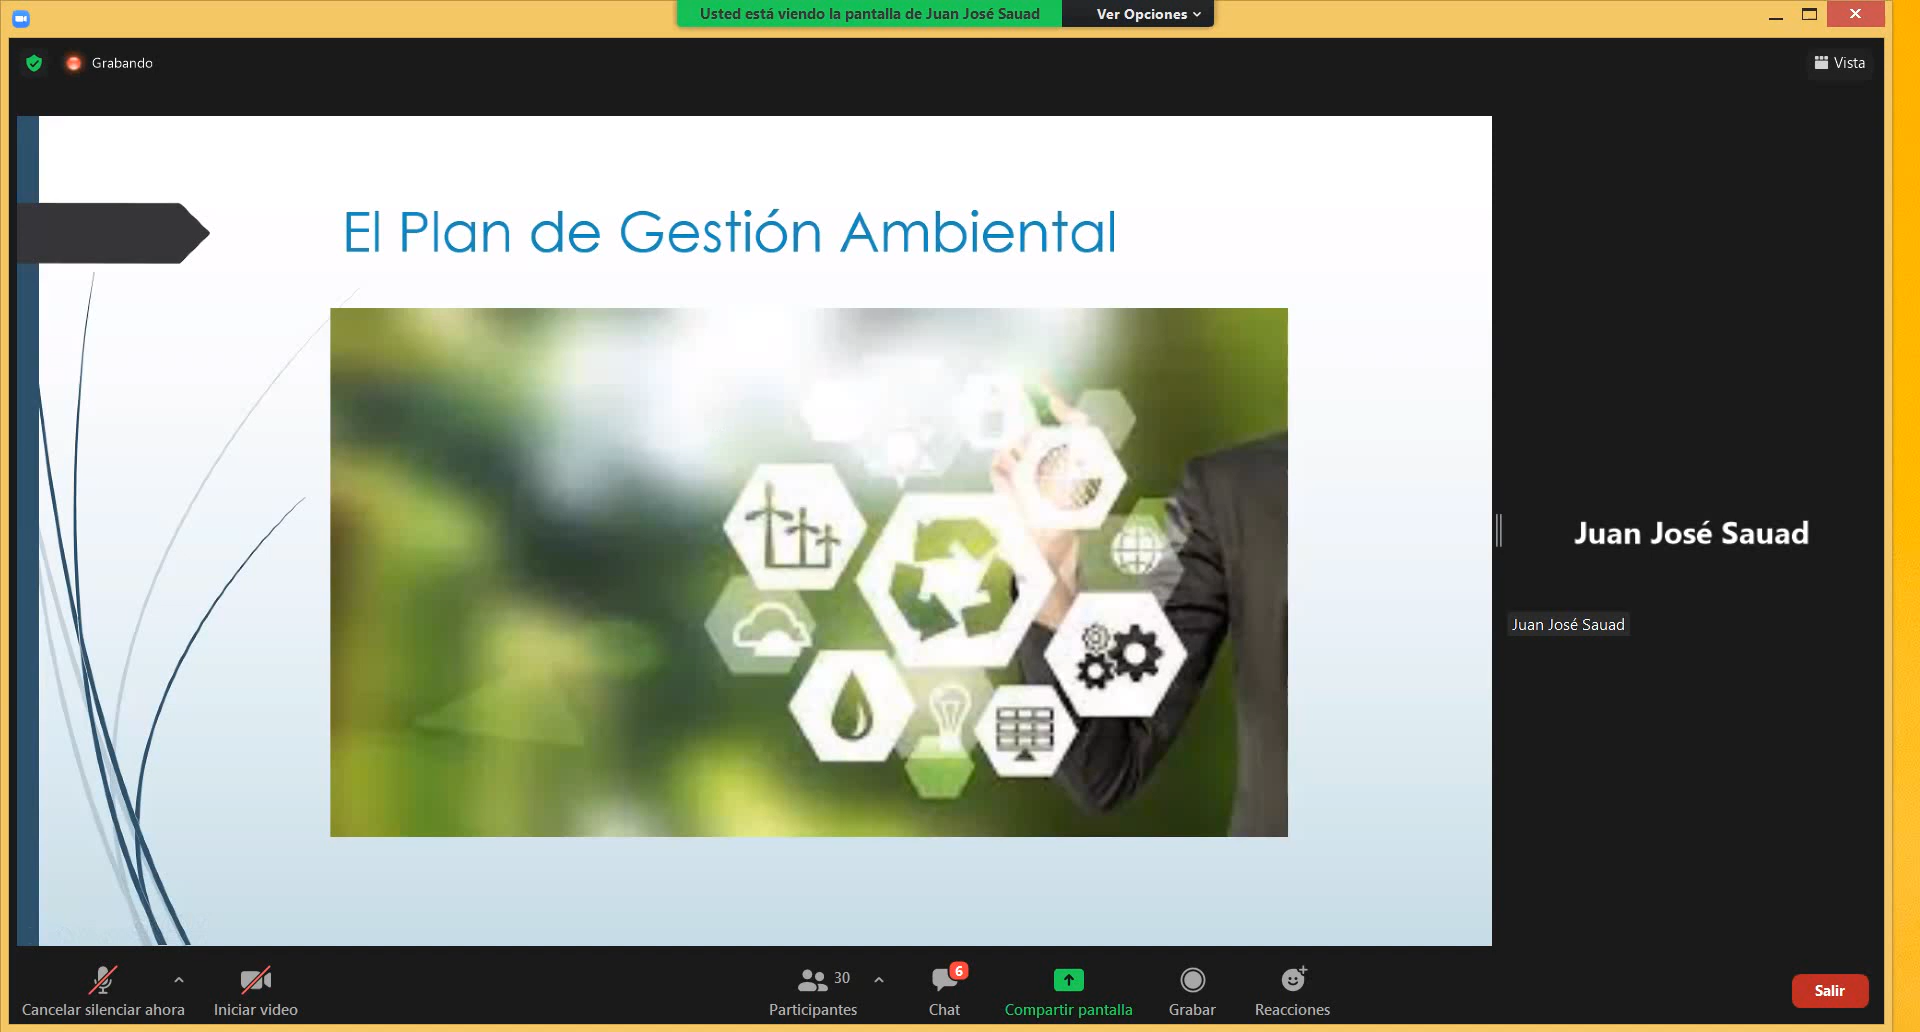 Usted está viendo la pantalla de Juan José Sauad
Ver Opciones
Grabando
Vista
El Plan de Gestión Ambiental
Juan José Sauad
Juan José Sauad
Cancelar silenciar ahora
Iniciar video
30
Participantes
6
Chat
Compartir pantalla
Grabar
Reacciones
Salir